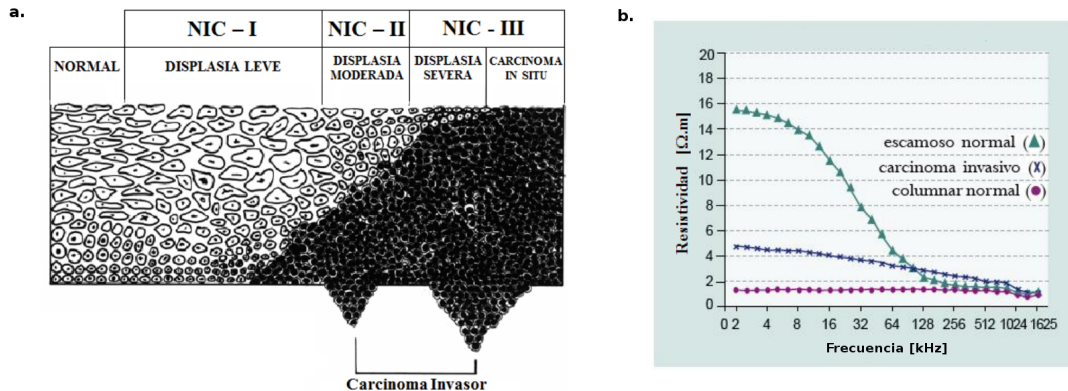 a.
NIC – I
NIC – II
NIC - III
NORMAL
DISPLASIA LEVE
DISPLASIA
MODERADA
DISPLASIA
SEVERA
CARCINOMA
IN SITU
Carcinoma Invasor
b.
Resistividad [Ω.m]
20
18
16
14
12
10
8
6
4
2
0
escamoso normal (▲)
carcinoma invasivo (x)
columnar normal (●)
0 2 4 8 16 32 64 128 256 512 1024 1625
Frecuencia [kHz]